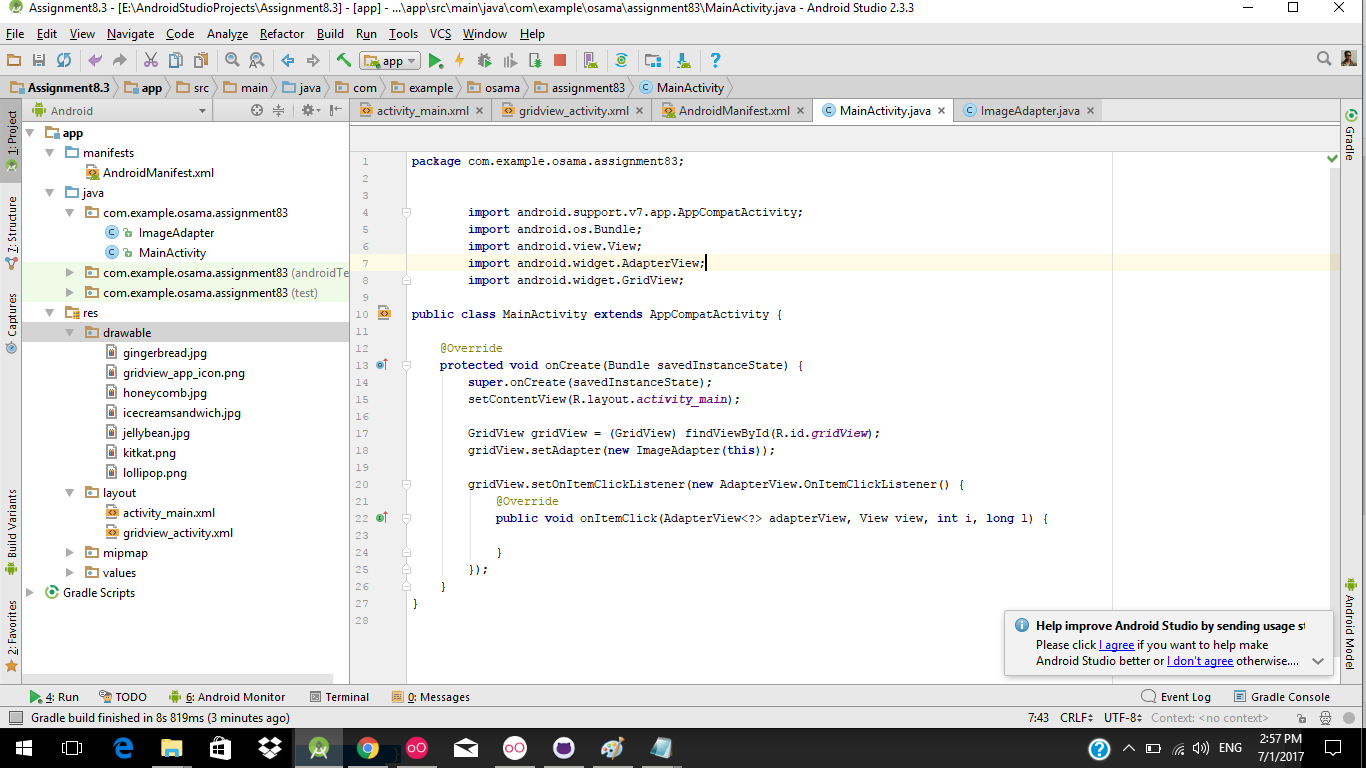 Assignment8.3 - [E:\AndroidStudioProjects\Assignment8.3] - [app] - ...\app\src\main\java\com\example\osama\assignment83\MainActivity.java - Android Studio 2.3.3
File Edit View Navigate Code Analyze Refactor Build Run Tools VCS Window Help
app
Assignment8.3 app src main java com example osama assignment83 MainActivity
Android
activity_main.xml gridview_activity.xml AndroidManifest.xml MainActivity.java ImageAdapter.java
1: Project
7: Structure
Captures
Build Variants
2: Favorites
app
manifests
AndroidManifest.xml
java
com.example.osama.assignment83
ImageAdapter
MainActivity
com.example.osama.assignment83 (androidTe
com.example.osama.assignment83 (test)
res
drawable
gingerbread.jpg
gridview_app_icon.png
honeycomb.jpg
icecreamsandwich.jpg
jellybean.jpg
kitkat.png
lollipop.png
layout
activity_main.xml
gridview_activity.xml
mipmap
values
Gradle Scripts
1 package com.example.osama.assignment83;
2
3
4 import android.support.v7.app.AppCompatActivity;
5 import android.os.Bundle;
6 import android.view.View;
7 import android.widget.AdapterView;
8 import android.widget.GridView;
9
10 public class MainActivity extends AppCompatActivity {
11
12 @Override
13 protected void onCreate(Bundle savedInstanceState) {
14 super.onCreate(savedInstanceState);
15 setContentView(R.layout.activity_main);
16
17 GridView gridView = (GridView) findViewById(R.id.gridView);
18 gridView.setAdapter(new ImageAdapter(this));
19
20 gridView.setOnItemClickListener(new AdapterView.OnItemClickListener() {
21 @Override
22 public void onItemClick(AdapterView<?> adapterView, View view, int i, long l) {
23
24 }
25 });
26 }
27 }
28
Gradle
Android Model
Help improve Android Studio by sending usage st
Please click I agree if you want to help make
Android Studio better or I don't agree otherwise....
4: Run TODO 6: Android Monitor Terminal 0: Messages Event Log Gradle Console
Gradle build finished in 8s 819ms (3 minutes ago) 7:43 CRLF UTF-8 Context: <no context>
ENG 2:57 PM
7/1/2017